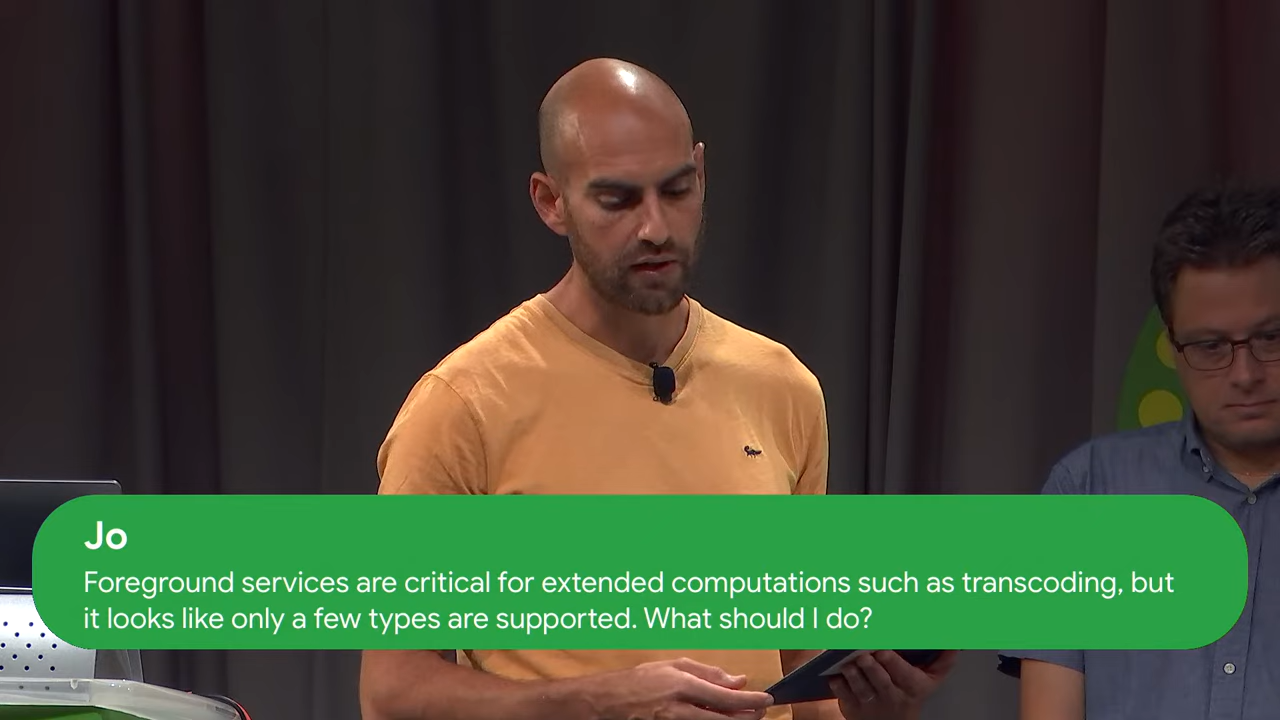 Jo
Foreground services are critical for extended computations such as transcoding, but
it looks like only a few types are supported. What should I do?